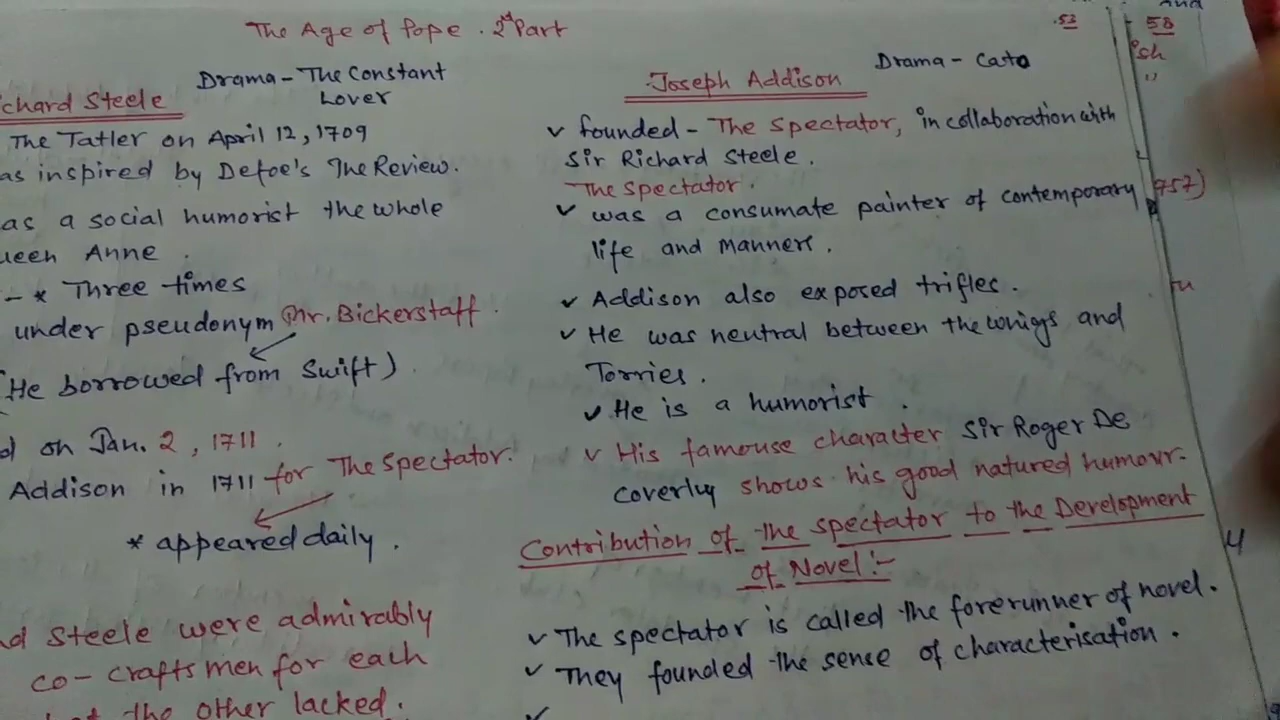 The Age of Pope. 2nd Part
chard Steele
Drama - The Constant
Lover
The Tatler on April 12, 1709
as inspired by Defoe's The Review.
as a social humorist the whole
ueen Anne.
- * Three times
under pseudonym Mr. Bickerstaff.
(He borrowed from Swift)
d on Jan. 2, 1711.
Addison in 1711 for The Spectator.
* appeared daily.
nd Steele were admirably
co-craftsmen for each
the other lacked.
53
Joseph Addison
Drama - Cato
✓ founded - The Spectator, in collaboration with
Sir Richard Steele.
The Spectator.
✓ was a consumate painter of contemporary
life and manners.
✓ Addison also exposed trifles.
✓ He was neutral between the whigs and
Torries.
✓ He is a humorist.
✓ His famouse character Sir Roger De
Coverly shows his good natured humour.
Contribution of the spectator to the Development
of Novel :-
✓ The spectator is called the forerunner of novel.
✓ They founded the sense of characterisation.
✓
58
757)